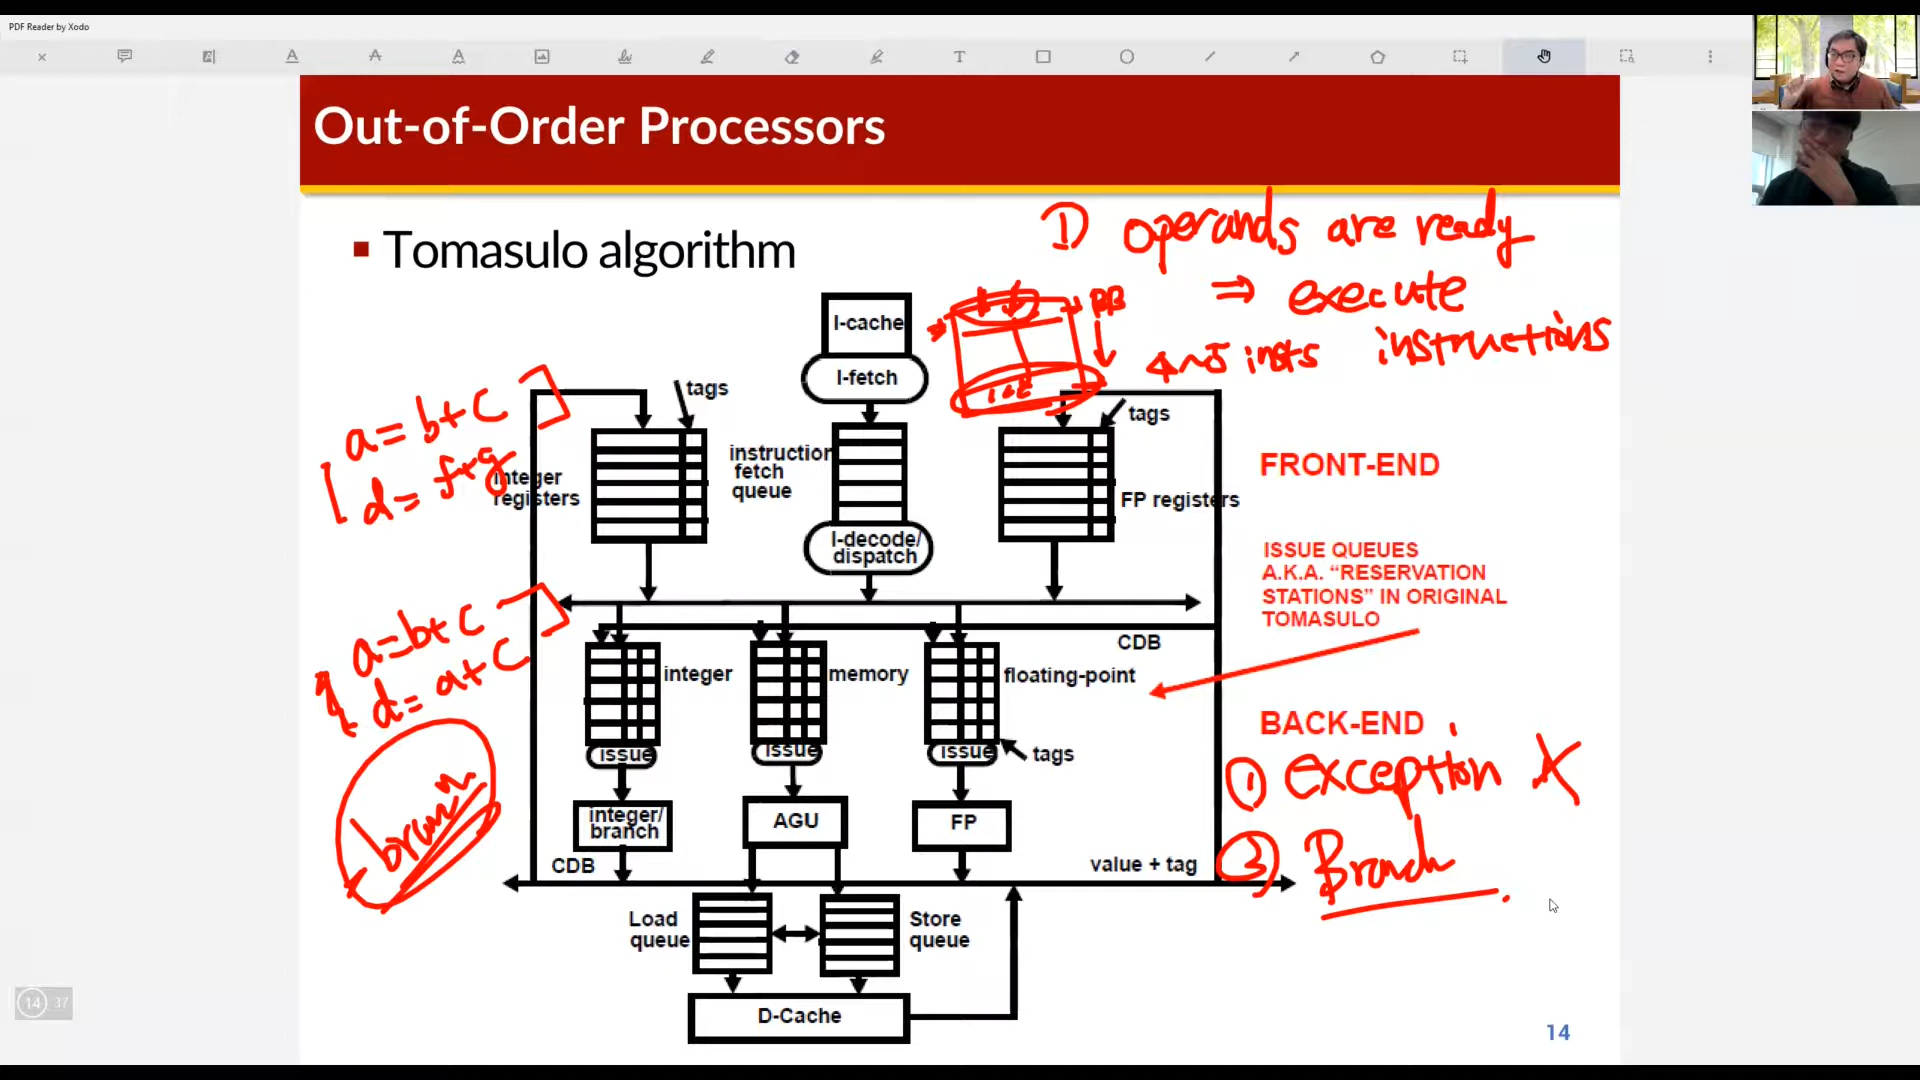 PDF Reader by Xodo
Out-of-Order Processors
▪ Tomasulo algorithm
① operands are ready
⇒ execute
instructions
4~5 insts
BB
I-cache
I-fetch
tags
tags
a = b+c
d = f+g
integer
registers
instruction
fetch
queue
FP registers
FRONT-END
I-decode/
dispatch
ISSUE QUEUES
A.K.A. “RESERVATION
STATIONS” IN ORIGINAL
TOMASULO
CDB
a=b+c
d= a+c
integer
memory
floating-point
BACK-END
issue
issue
issue
tags
① Exception
integer/
branch
AGU
FP
② Branch
CDB
value + tag
Load
queue
Store
queue
D-Cache
14
37
14